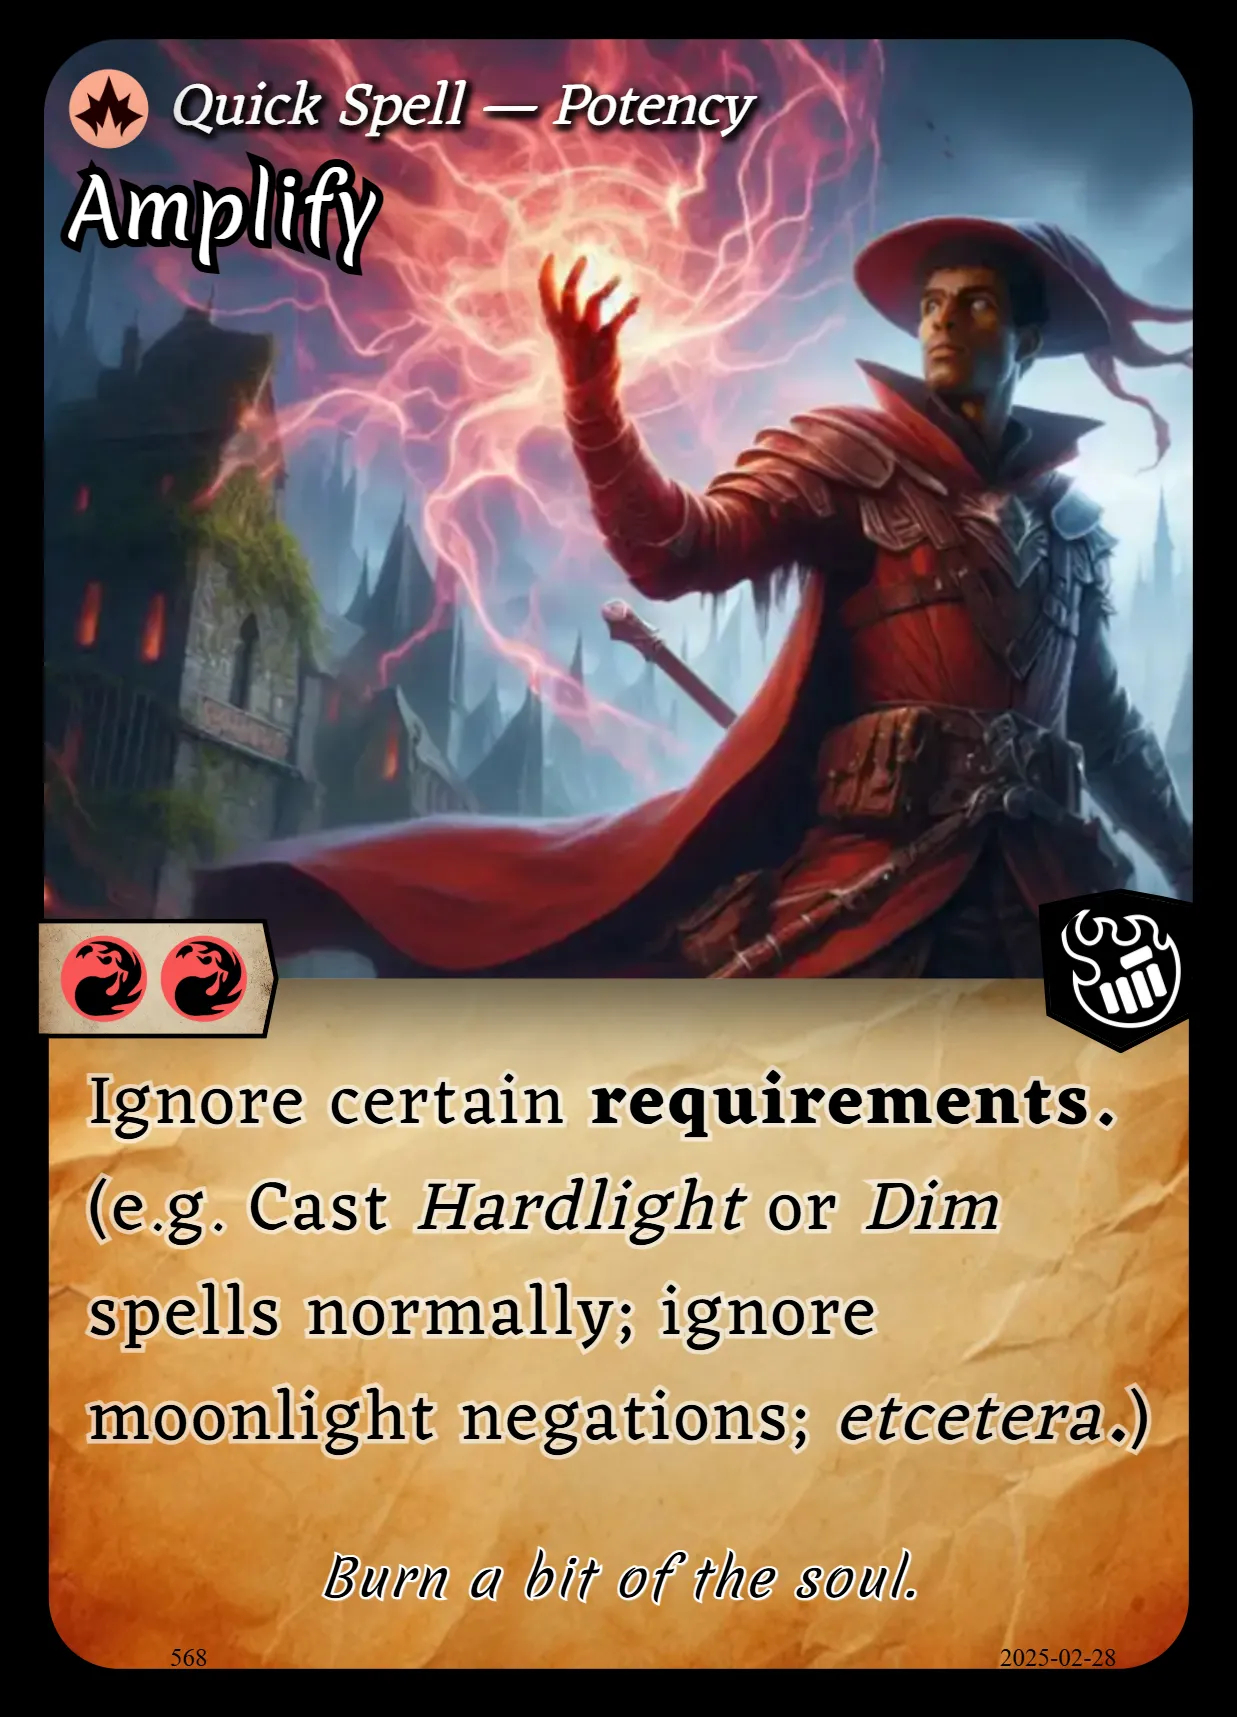 Quick Spell — Potency
Amplify
Ignore certain requirements.
(e.g. Cast Hardlight or Dim
spells normally; ignore
moonlight negations; etcetera.)
Burn a bit of the soul.
568
2025-02-28